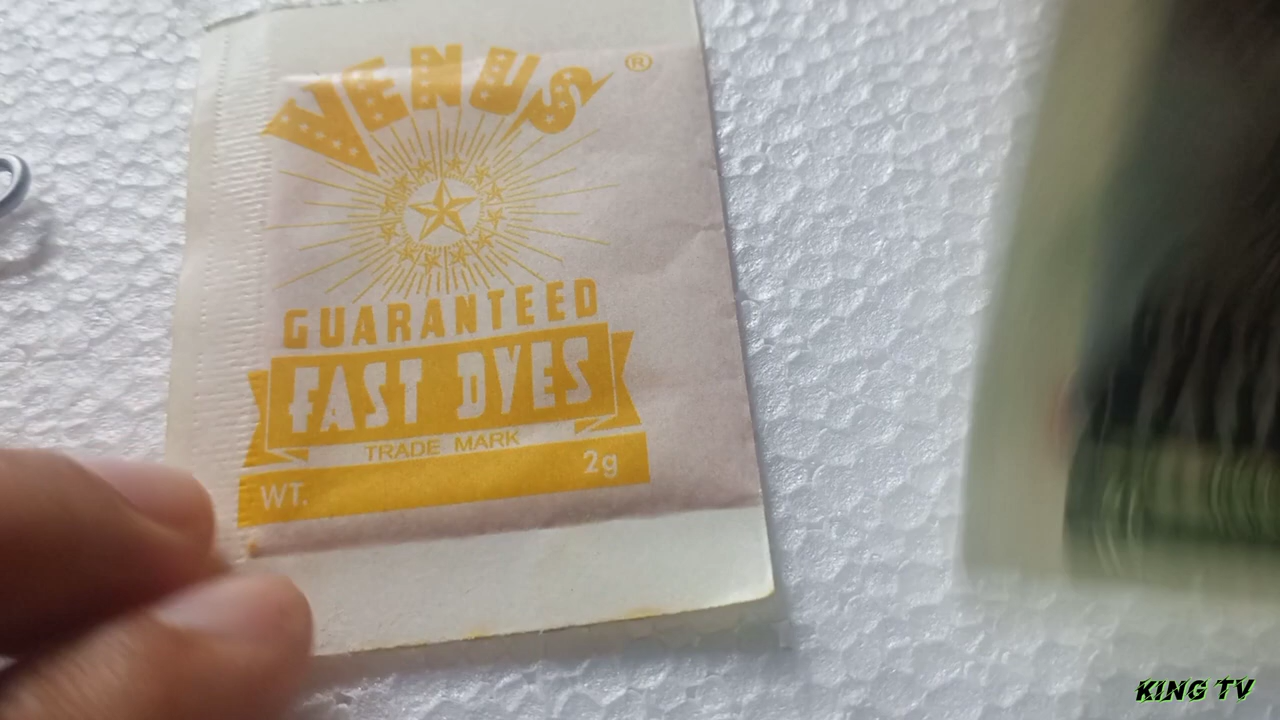 VENUS ®
GUARANTEED
FAST DYES
TRADE MARK
WT. 2g
KING TV